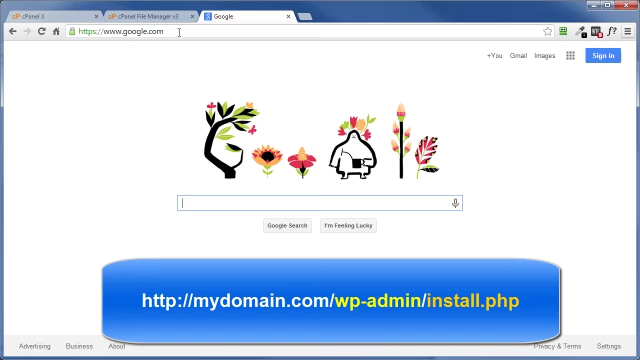 cPanel X
cPanel File Manager v3
Google
https://www.google.com
+You Gmail Images Sign in
Google Search I'm Feeling Lucky
http://mydomain.com/wp-admin/install.php
Advertising Business About Privacy & Terms Settings